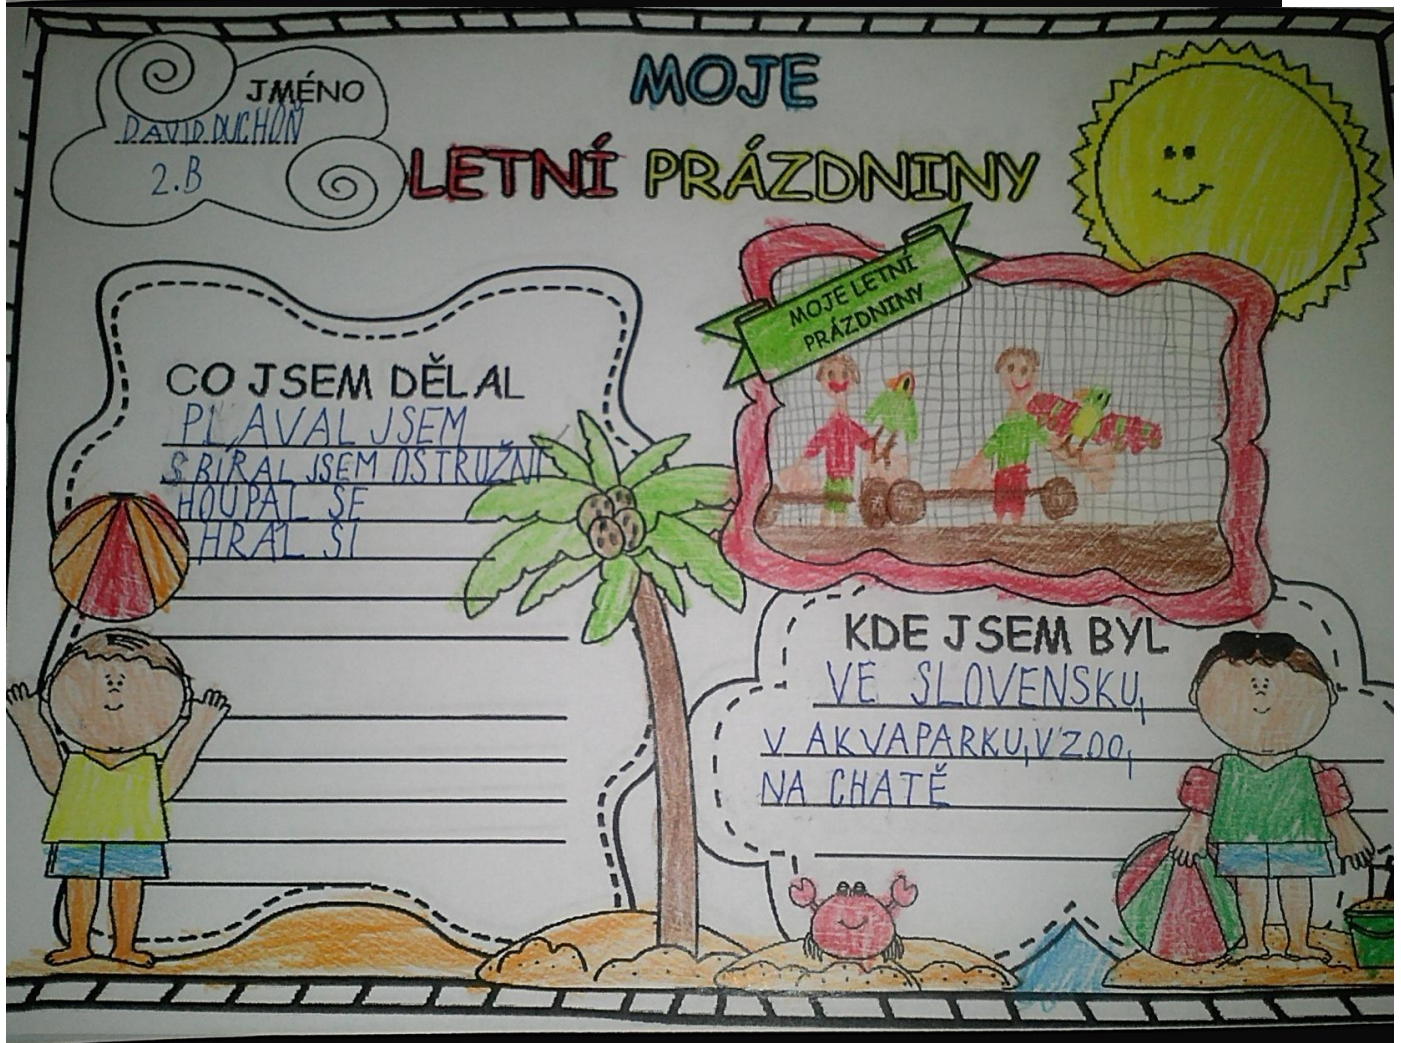 JMÉNO
DAVID DUCHOŇ
2.B
MOJE
LETNÍ PRÁZDNINY
MOJE LETNÍ
PRÁZDNINY
CO JSEM DĚLAL
PLAVAL JSEM
SBÍRAL JSEM OSTRUŽNI
HOUPAL SE
HRÁL SI
KDE JSEM BYL
VE SLOVENSKU,
V AKVAPARKU, V ZOO,
NA CHATĚ